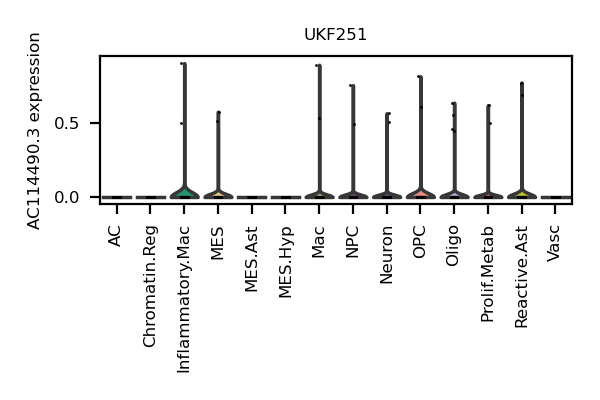 UKF251
AC114490.3 expression
0.5
0.0
AC
Chromatin.Reg
Inflammatory.Mac
MES
MES.Ast
MES.Hyp
Mac
NPC
Neuron
OPC
Oligo
Prolif.Metab
Reactive.Ast
Vasc